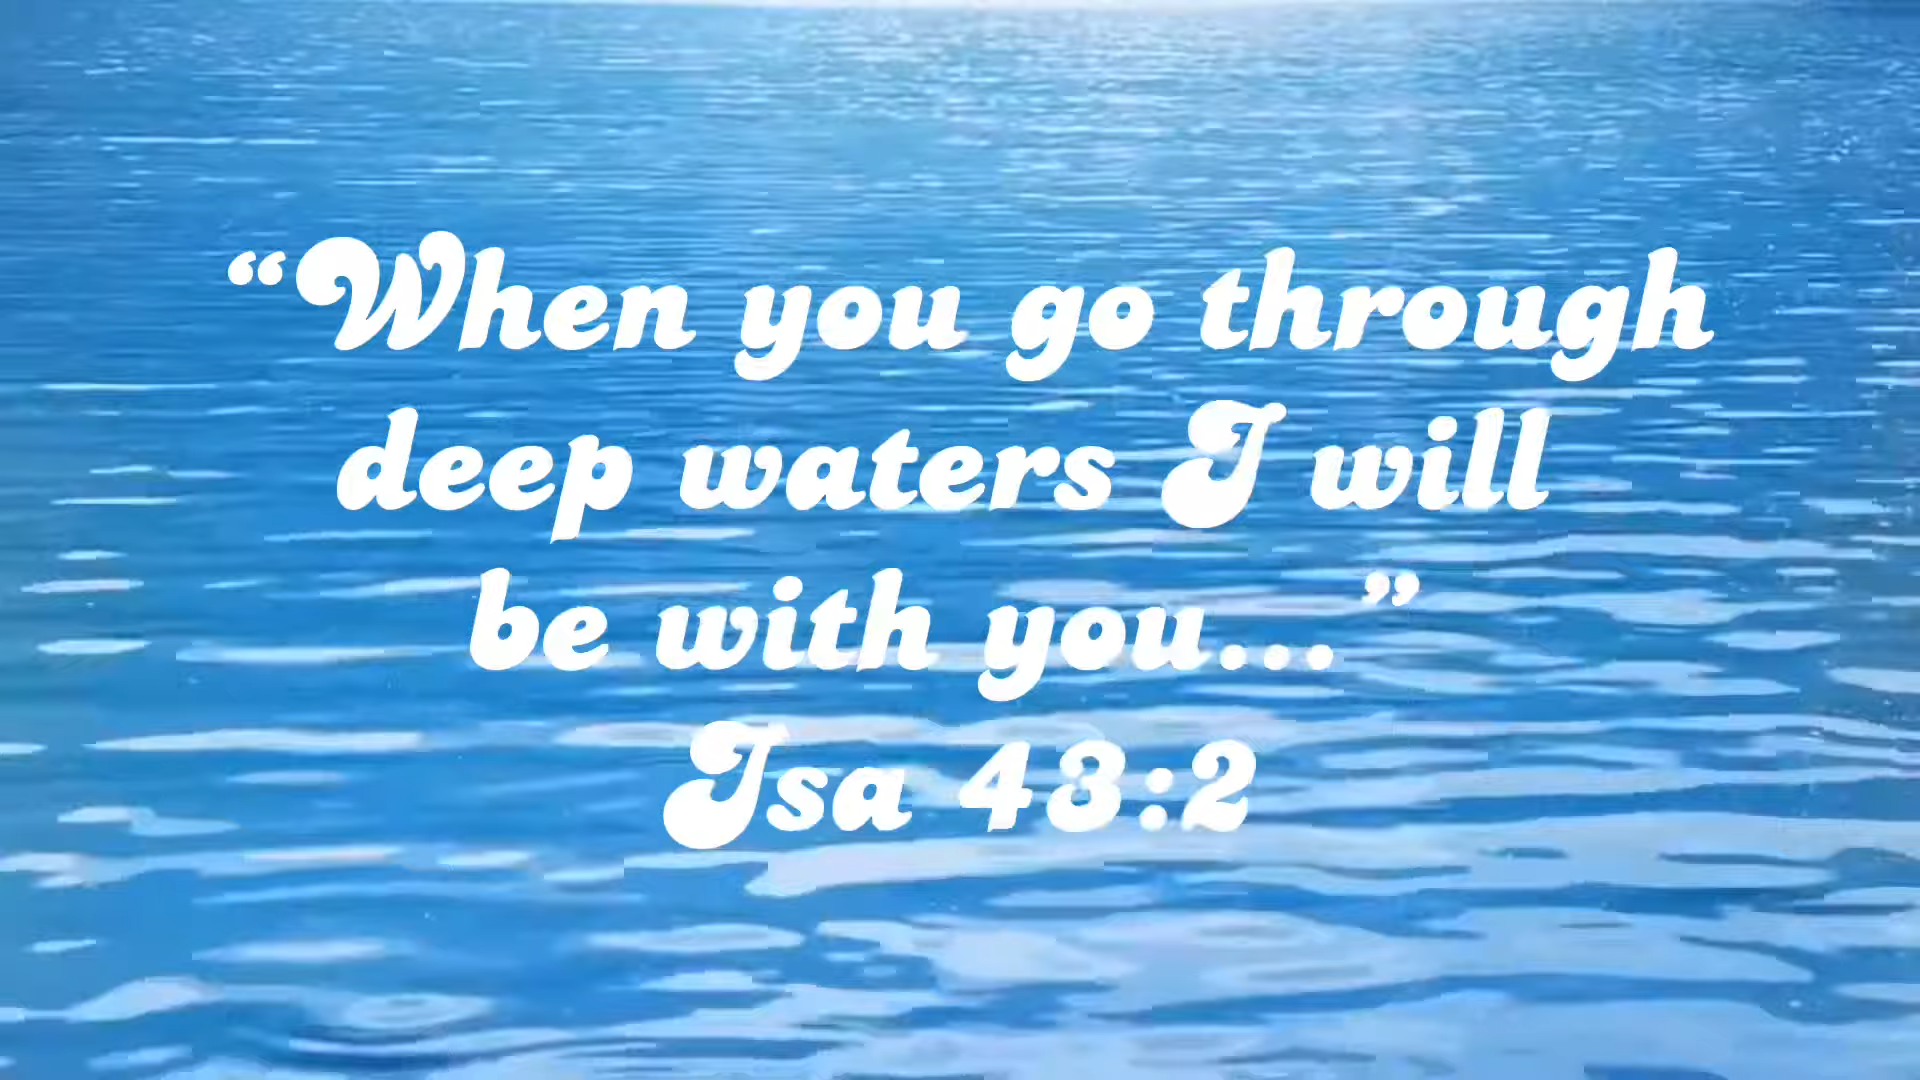 “When you go through
deep waters I will
be with you...”
Isa 43:2